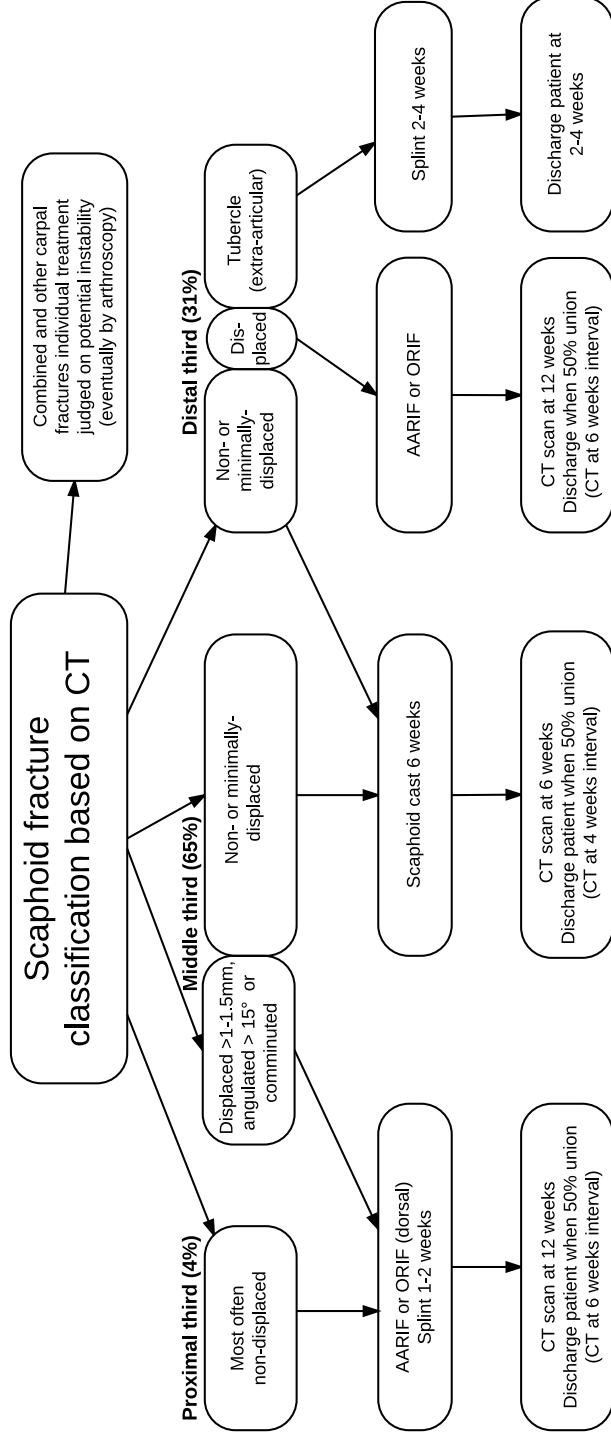 Scaphoid fracture
classification based on CT
Combined and other carpal
fractures individual treatment
judged on potential instability
(eventually by arthroscopy)
Proximal third (4%)
Middle third (65%)
Distal third (31%)
Most often
non-displaced
Displaced >1-1.5mm,
angulated > 15° or
comminuted
Non- or minimally-
displaced
Non- or
minimally-
displaced
Dis-
placed
Tubercle
(extra-articular)
AARIF or ORIF (dorsal)
Splint 1-2 weeks
Scaphoid cast 6 weeks
AARIF or ORIF
Splint 2-4 weeks
CT scan at 12 weeks
Discharge patient when 50% union
(CT at 6 weeks interval)
CT scan at 6 weeks
Discharge patient when 50% union
(CT at 4 weeks interval)
CT scan at 12 weeks
Discharge when 50% union
(CT at 6 weeks interval)
Discharge patient at
2-4 weeks